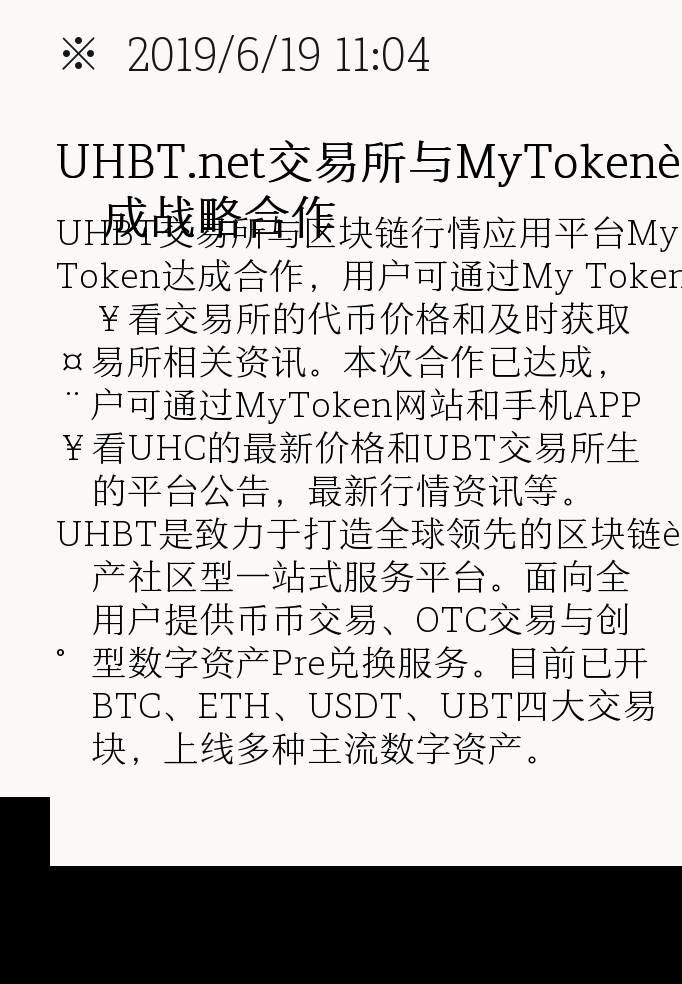 ※ 2019/6/19 11:04
UHBT.net交易所与MyTokenè
成战略合作
UHBT交易所与区块链行情应用平台My
Token达成合作，用户可通过My Token
¥看交易所的代币价格和及时获取
¤易所相关资讯。本次合作已达成，
¨户可通过MyToken网站和手机APP
¥看UHC的最新价格和UBT交易所生
的平台公告，最新行情资讯等。
UHBT是致力于打造全球领先的区块链è
产社区型一站式服务平台。面向全
用户提供币币交易、OTC交易与创
°型数字资产Pre兑换服务。目前已开
BTC、ETH、USDT、UBT四大交易
块，上线多种主流数字资产。